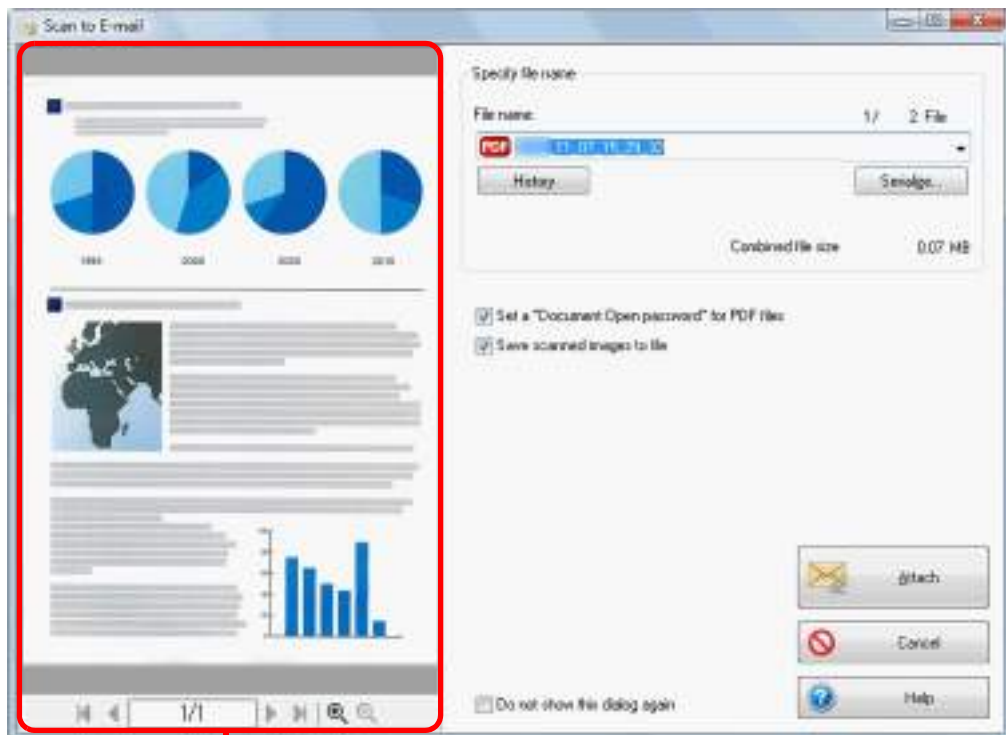 Scan to E-mail
Specify file name
File name: 1/ 2 File
PDF
History
Combined file size 0.07 MB
Set a "Document Open password" for PDF files
Save scanned images to file
1/1
Do not show this dialog again
Attach
Cancel
Help